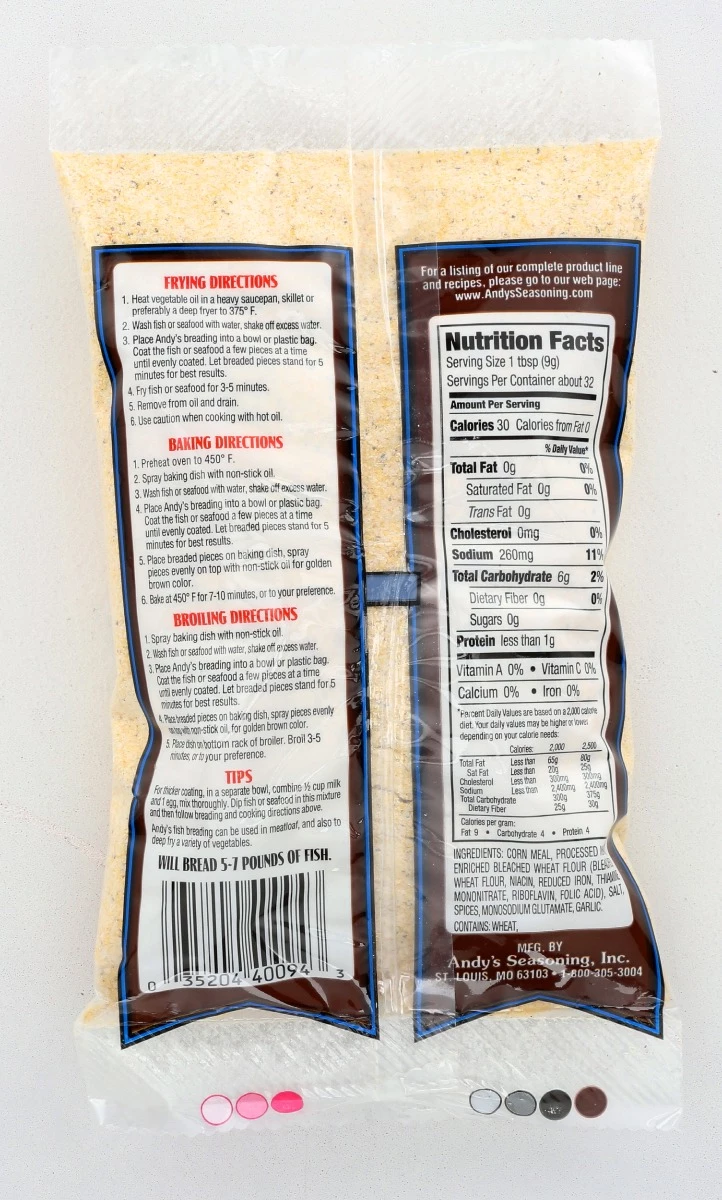 FRYING DIRECTIONS
1. Heat vegetable oil in a heavy saucepan, skillet or
preferably a deep fryer to 375° F.
2. Wash fish or seafood with water, shake off excess water.
3. Place Andy's breading into a bowl or plastic bag.
Coat the fish or seafood a few pieces at a time
until evenly coated. Let breaded pieces stand for 5
minutes for best results.
4. Fry fish or seafood for 3-5 minutes.
5. Remove from oil and drain.
6. Use caution when cooking with hot oil.
BAKING DIRECTIONS
1. Preheat oven to 450° F.
2. Spray baking dish with non-stick oil.
3. Wash fish or seafood with water, shake off excess water.
4. Place Andy's breading into a bowl or plastic bag.
Coat the fish or seafood a few pieces at a time
until evenly coated. Let breaded pieces stand for 5
minutes for best results.
5. Place breaded pieces on baking dish, spray
pieces evenly on top with non-stick oil for golden
brown color.
6. Bake at 450° F for 7-10 minutes, or to your preference.
BROILING DIRECTIONS
1. Spray baking dish with non-stick oil.
2. Wash fish or seafood with water, shake off excess water.
3. Place Andy's breading into a bowl or plastic bag.
Coat the fish or seafood a few pieces at a time
until evenly coated. Let breaded pieces stand for 5
minutes for best results.
4. Place breaded pieces on baking dish, spray pieces evenly
on top with non-stick oil, for golden brown color.
5. Place dish on bottom rack of broiler. Broil 3-5
minutes, or to your preference.
TIPS
For thicker coating, in a separate bowl, combine ½ cup milk
and 1 egg, mix thoroughly. Dip fish or seafood in this mixture
and then follow breading and cooking directions above.
Andy's fish breading can be used in meatloaf, and also to
deep fry a variety of vegetables.
WILL BREAD 5-7 POUNDS OF FISH.
0 35204 40094 3
For a listing of our complete product line
and recipes, please go to our web page:
www.AndysSeasoning.com
Nutrition Facts
Serving Size 1 tbsp (9g)
Servings Per Container about 32
Amount Per Serving
Calories 30 Calories from Fat 0
% Daily Value*
Total Fat 0g 0%
Saturated Fat 0g 0%
Trans Fat 0g
Cholesterol 0mg 0%
Sodium 260mg 11%
Total Carbohydrate 6g 2%
Dietary Fiber 0g 0%
Sugars 0g
Protein less than 1g
Vitamin A 0% • Vitamin C 0%
Calcium 0% • Iron 0%
*Percent Daily Values are based on a 2,000 calorie
diet. Your daily values may be higher or lower
depending on your calorie needs:
Calories: 2,000 2,500
Total Fat Less than 65g 80g
Sat Fat Less than 20g 25g
Cholesterol Less than 300mg 300mg
Sodium Less than 2,400mg 2,400mg
Total Carbohydrate 300g 375g
Dietary Fiber 25g 30g
Calories per gram:
Fat 9 • Carbohydrate 4 • Protein 4
INGREDIENTS: CORN MEAL, PROCESSED
ENRICHED BLEACHED WHEAT FLOUR
WHEAT FLOUR, NIACIN, REDUCED IRON, THIAMINE
MONONITRATE, RIBOFLAVIN, FOLIC ACID), SALT,
SPICES, MONOSODIUM GLUTAMATE, GARLIC.
CONTAINS: WHEAT,
MFG. BY
Andy's Seasoning, Inc.
ST. LOUIS, MO 63103 • 1-800-305-3004